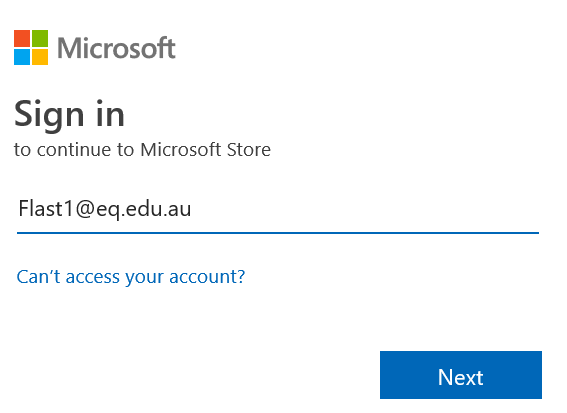 Microsoft
Sign in
to continue to Microsoft Store
Flast1@eq.edu.au
Can't access your account?
Next